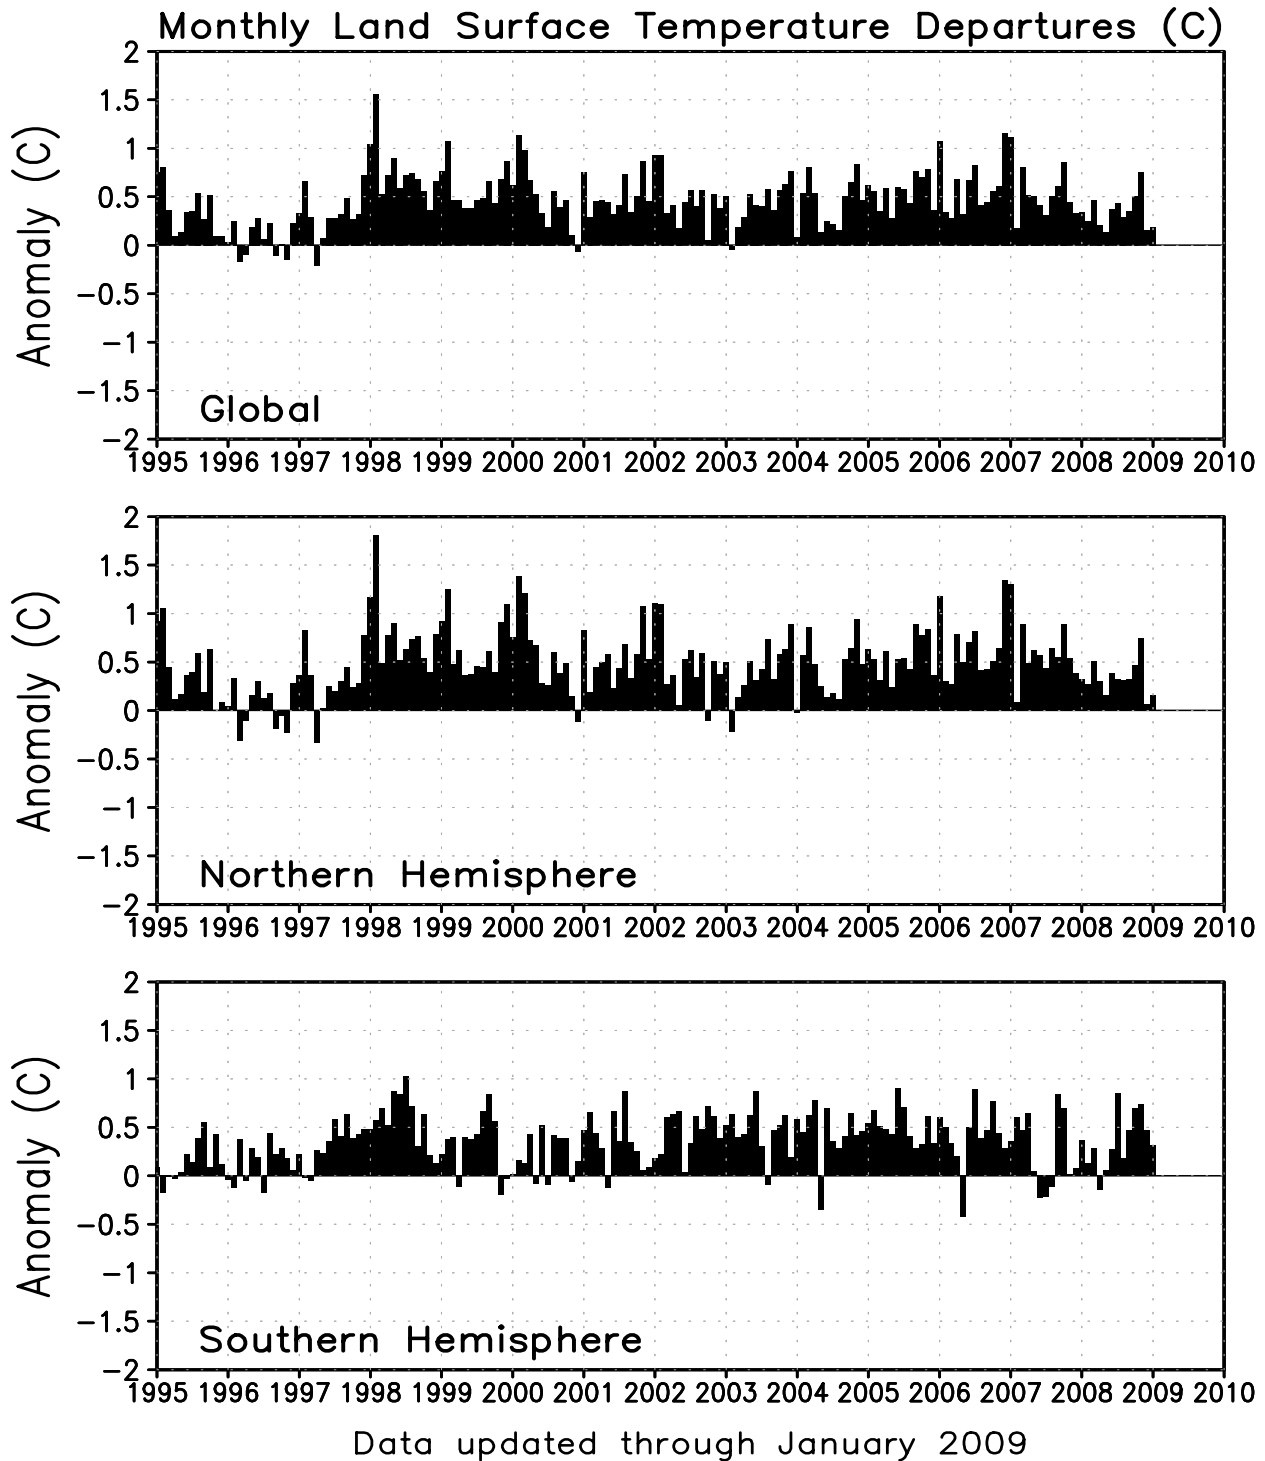 Monthly Land Surface Temperature Departures (C)
Anomaly (C)
2
1.5
1
0.5
0
−0.5
−1
−1.5
−2
Global
1995 1996 1997 1998 1999 2000 2001 2002 2003 2004 2005 2006 2007 2008 2009 2010
Anomaly (C)
2
1.5
1
0.5
0
−0.5
−1
−1.5
−2
Northern Hemisphere
1995 1996 1997 1998 1999 2000 2001 2002 2003 2004 2005 2006 2007 2008 2009 2010
Anomaly (C)
2
1.5
1
0.5
0
−0.5
−1
−1.5
−2
Southern Hemisphere
1995 1996 1997 1998 1999 2000 2001 2002 2003 2004 2005 2006 2007 2008 2009 2010
Data updated through January 2009